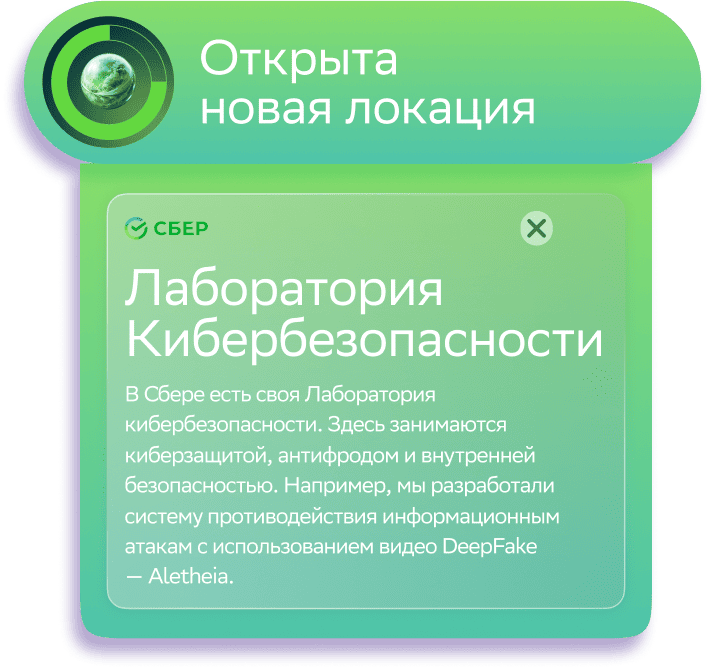 Открыта
новая локация
СБЕР
Лаборатория
Кибербезопасности
В Сбере есть своя Лаборатория
кибербезопасности. Здесь занимаются
киберзащитой, антифродом и внутренней
безопасностью. Например, мы разработали
систему противодействия информационным
атакам с использованием видео DeepFake
— Aletheia.